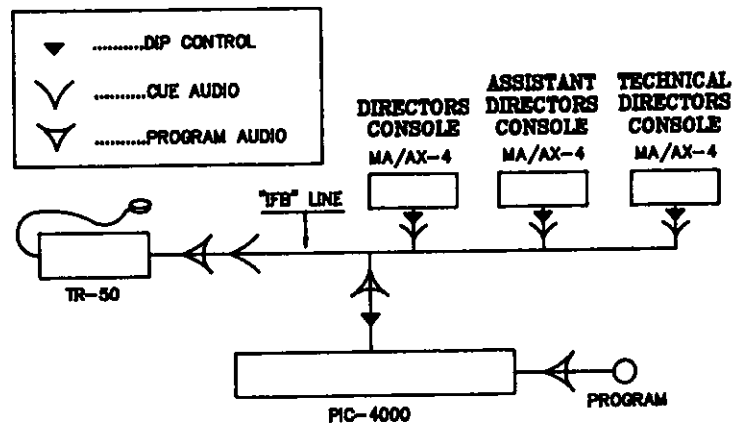 ..........DIP CONTROL
..........CUE AUDIO
..........PROGRAM AUDIO
DIRECTORS
CONSOLE
MA/AX-4
ASSISTANT
DIRECTORS
CONSOLE
MA/AX-4
TECHNICAL
DIRECTORS
CONSOLE
MA/AX-4
"IFB" LINE
TR-50
PIC-4000
PROGRAM